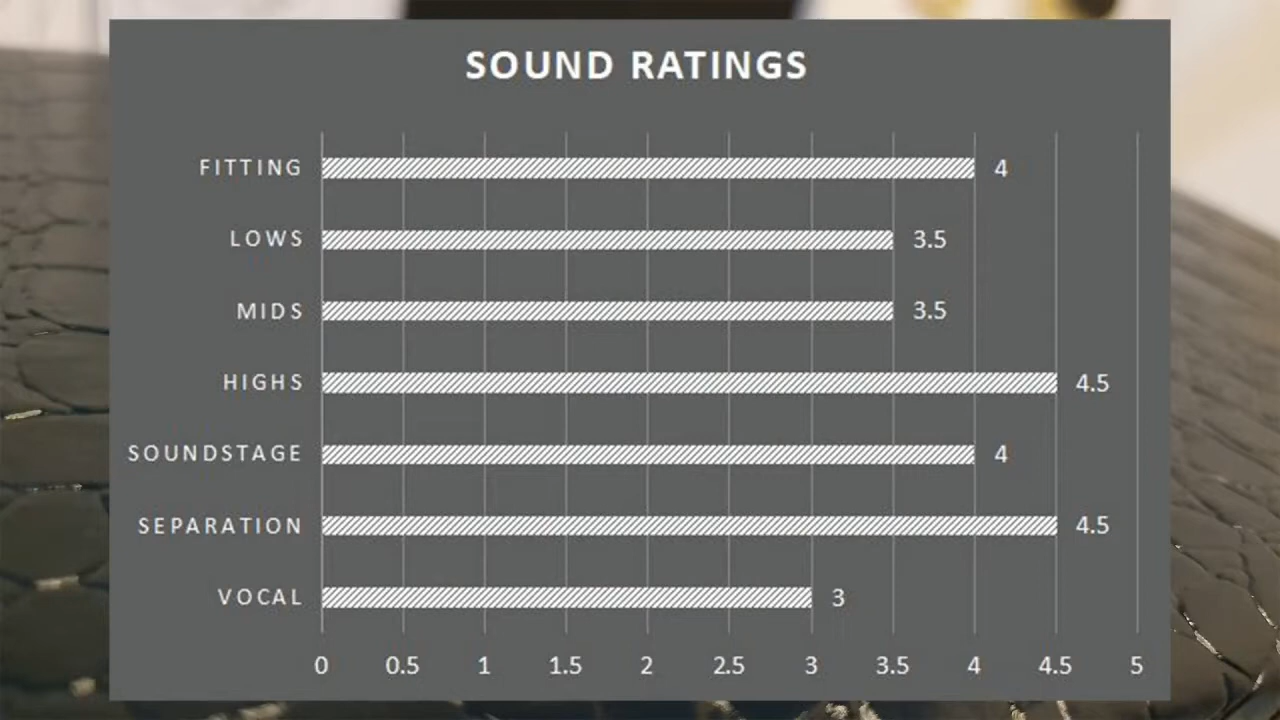 SOUND RATINGS
FITTING 4
LOWS 3.5
MIDS 3.5
HIGHS 4.5
SOUNDSTAGE 4
SEPARATION 4.5
VOCAL 3
0 0.5 1 1.5 2 2.5 3 3.5 4 4.5 5